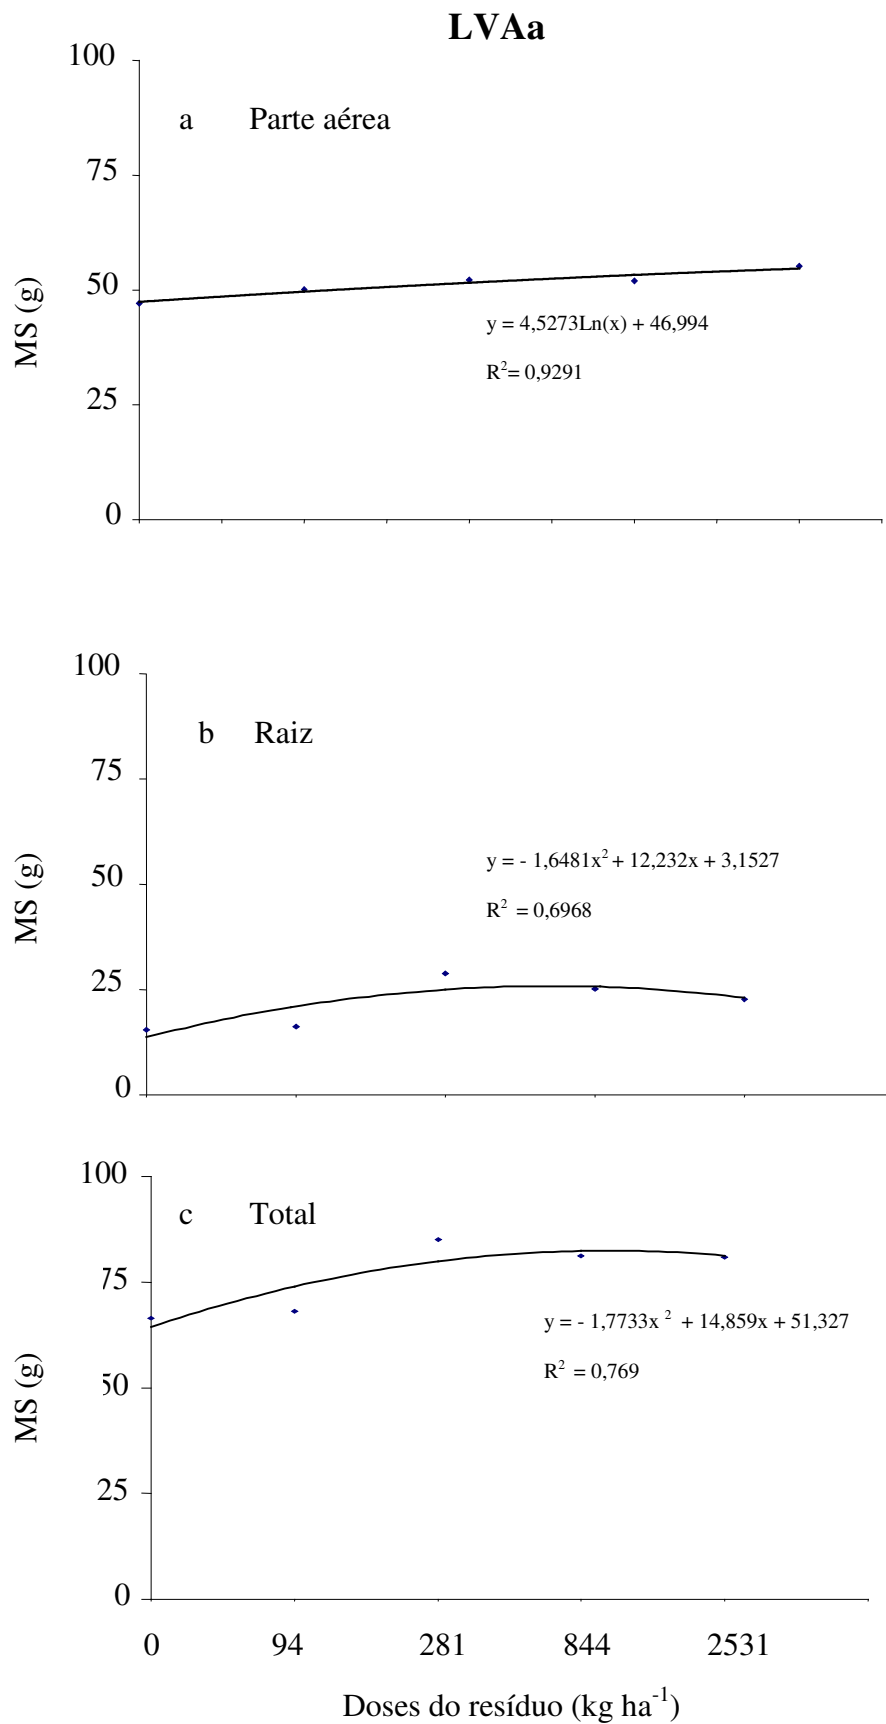 LVAa
100
a Parte aérea
75
50
MS (g)
y = 4,5273Ln(x) + 46,994
R²= 0,9291
25
0
100
b Raiz
75
y = - 1,6481x² + 12,232x + 3,1527
50
MS (g)
R² = 0,6968
25
0
100
c Total
75
y = - 1,7733x² + 14,859x + 51,327
R² = 0,769
50
MS (g)
25
0
0 94 281 844 2531
Doses do resíduo (kg ha⁻¹)